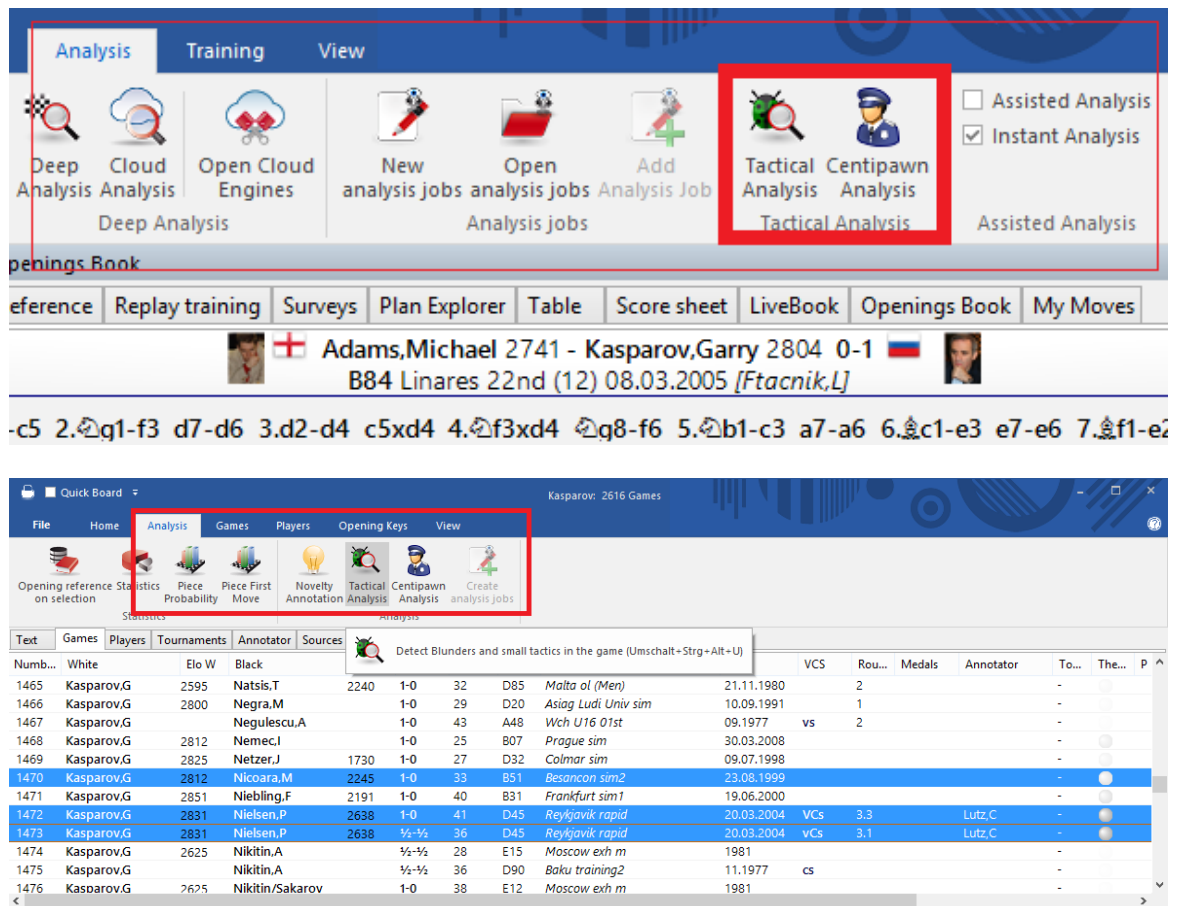 Analysis Training View
Deep Analysis Cloud Analysis Open Cloud Engines New analysis jobs Open analysis jobs Add Analysis Job Tactical Analysis Centipawn Analysis Assisted Analysis
Instant Analysis
Deep Analysis Analysis jobs Tactical Analysis Assisted Analysis
penings Book
eference Replay training Surveys Plan Explorer Table Score sheet LiveBook Openings Book My Moves
Adams,Michael 2741 - Kasparov,Garry 2804 0-1
B84 Linares 22nd (12) 08.03.2005 [Ftacnik,L]
-c5 2.♘g1-f3 d7-d6 3.d2-d4 c5xd4 4.♘f3xd4 ♘g8-f6 5.♘b1-c3 a7-a6 6.♗c1-e3 e7-e6 7.♗f1-e2
Quick Board Kasparov: 2616 Games
File Home Analysis Games Players Opening Keys View
Opening reference on selection Statistics Piece Probability Piece First Move Novelty Annotation Tactical Analysis Centipawn Analysis Create analysis jobs
Statistics Analysis
Text Games Players Tournaments Annotator Sources
Detect Blunders and small tactics in the game (Umschalt+Strg+Alt+U)
Numb... White Elo W Black VCS Rou... Medals Annotator To... The... P
1465 Kasparov,G 2595 Natsis,T 2240 1-0 32 D85 Malta ol (Men) 21.11.1980 2 -
1466 Kasparov,G 2800 Negra,M 1-0 29 D20 Asiag Ludi Univ sim 10.09.1991 1 -
1467 Kasparov,G Negulescu,A 1-0 43 A48 Wch U16 01st 09.1977 vs 2 -
1468 Kasparov,G 2812 Nemec,I 1-0 25 B07 Prague sim 30.03.2008 -
1469 Kasparov,G 2825 Netzer,J 1730 1-0 27 D32 Colmar sim 09.07.1998 -
1470 Kasparov,G 2812 Nicoara,M 2245 1-0 33 B51 Besancon sim2 23.08.1999 -
1471 Kasparov,G 2851 Niebling,F 2191 1-0 40 B31 Frankfurt sim1 19.06.2000 -
1472 Kasparov,G 2831 Nielsen,P 2638 1-0 41 D45 Reykjavik rapid 20.03.2004 VCs 3.3 Lutz,C -
1473 Kasparov,G 2831 Nielsen,P 2638 ½-½ 36 D45 Reykjavik rapid 20.03.2004 vCs 3.1 Lutz,C -
1474 Kasparov,G 2625 Nikitin,A ½-½ 28 E15 Moscow exh m 1981 -
1475 Kasparov,G Nikitin,A ½-½ 36 D90 Baku training2 11.1977 cs -
1476 Kasparov,G 2625 Nikitin/Sakarov 1-0 38 E12 Moscow exh m 1981 -